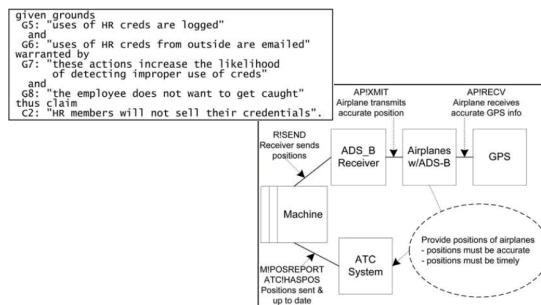 given grounds
G5: "uses of HR creds are logged"
and
G6: "uses of HR creds from outside are emailed"
warranted by
G7: "these actions increase the likelihood
of detecting improper use of creds"
and
G8: "the employee does not want to get caught"
thus claim
C2: "HR members will not sell their credentials".
AP!XMIT
Airplane transmits
accurate position
AP!RECV
Airplane receives
accurate GPS info
R!SEND
Receiver sends
positions
ADS_B
Receiver
Airplanes
w/ADS-B
GPS
Machine
M!POSREPORT
ATC!HASPOS
Positions sent &
up to date
ATC
System
Provide positions of airplanes
- positions must be accurate
- positions must be timely